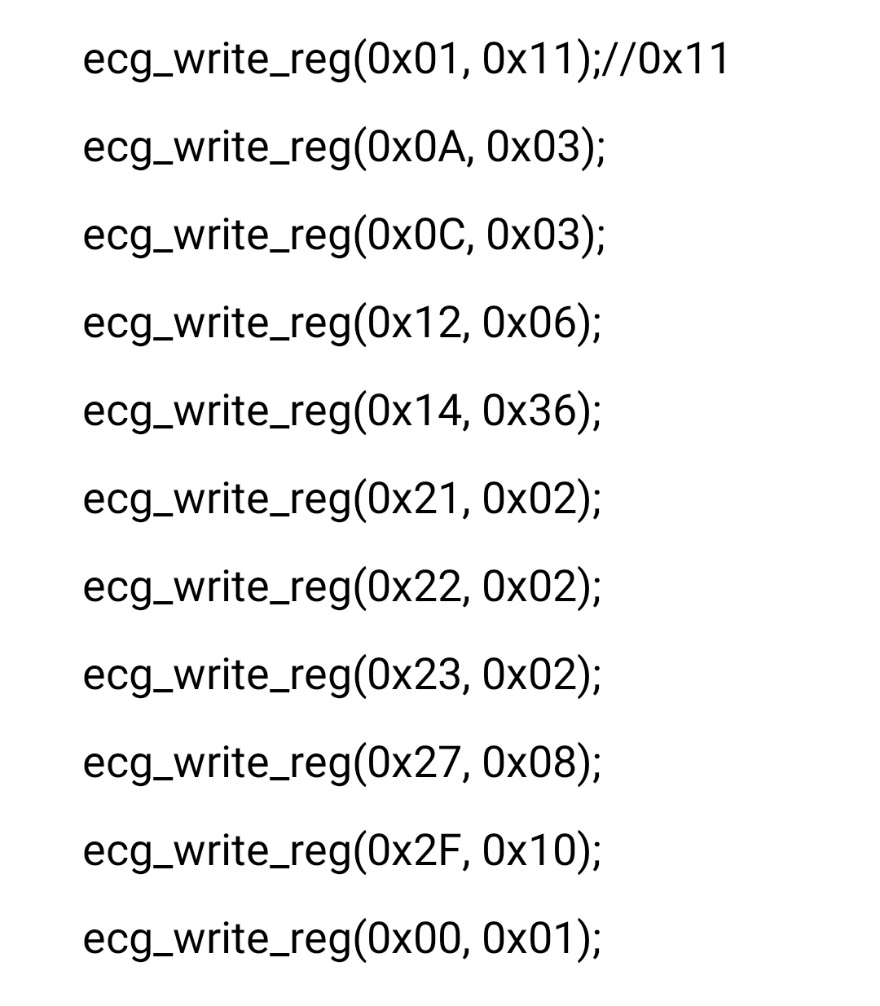 ecg_write_reg(0x01, 0x11);//0x11
ecg_write_reg(0x0A, 0x03);
ecg_write_reg(0x0C, 0x03);
ecg_write_reg(0x12, 0x06);
ecg_write_reg(0x14, 0x36);
ecg_write_reg(0x21, 0x02);
ecg_write_reg(0x22, 0x02);
ecg_write_reg(0x23, 0x02);
ecg_write_reg(0x27, 0x08);
ecg_write_reg(0x2F, 0x10);
ecg_write_reg(0x00, 0x01);